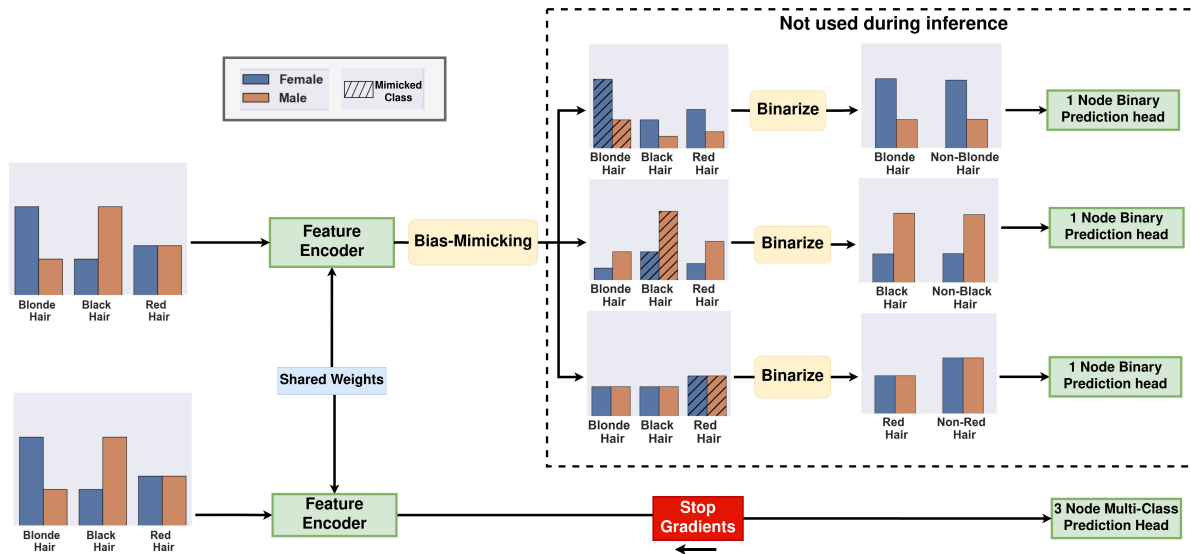 Not used during inference
Female
Male
Mimicked
Class
Blonde
Hair
Black
Hair
Red
Hair
Binarize
Blonde
Hair
Non-Blonde
Hair
1 Node Binary
Prediction head
Blonde
Hair
Black
Hair
Red
Hair
Feature
Encoder
Bias-Mimicking
Blonde
Hair
Black
Hair
Red
Hair
Binarize
Black
Hair
Non-Black
Hair
1 Node Binary
Prediction head
Shared Weights
Blonde
Hair
Black
Hair
Red
Hair
Binarize
Red
Hair
Non-Red
Hair
1 Node Binary
Prediction head
Blonde
Hair
Black
Hair
Red
Hair
Feature
Encoder
Stop
Gradients
3 Node Multi-Class
Prediction Head